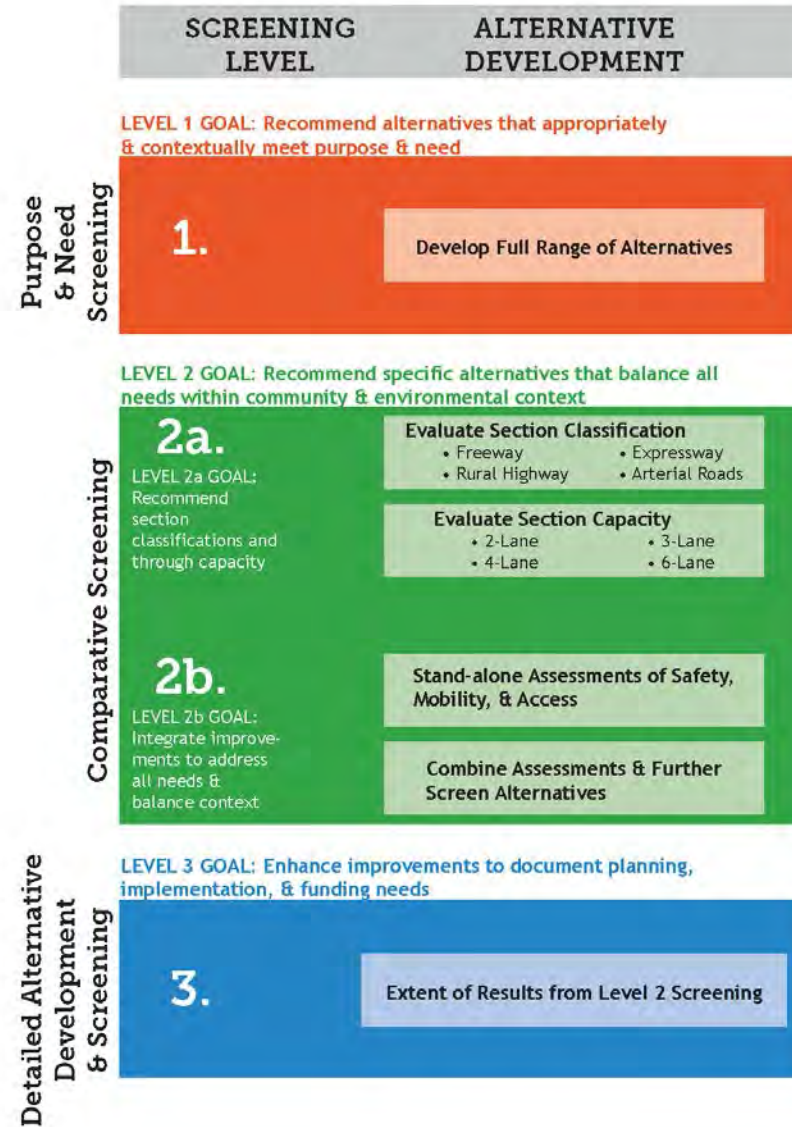 SCREENING
LEVEL
ALTERNATIVE
DEVELOPMENT
Purpose
& Need
Screening
LEVEL 1 GOAL: Recommend alternatives that appropriately
& contextually meet purpose & need
1.
Develop Full Range of Alternatives
Comparative Screening
LEVEL 2 GOAL: Recommend specific alternatives that balance all
needs within community & environmental context
2a.
LEVEL 2a GOAL:
Recommend
section
classifications and
through capacity
Evaluate Section Classification
• Freeway • Expressway
• Rural Highway • Arterial Roads
Evaluate Section Capacity
• 2-Lane • 3-Lane
• 4-Lane • 6-Lane
2b.
LEVEL 2b GOAL:
Integrate improve-
ments to address
all needs &
balance context
Stand-alone Assessments of Safety,
Mobility, & Access
Combine Assessments & Further
Screen Alternatives
Detailed Alternative
Development
& Screening
LEVEL 3 GOAL: Enhance improvements to document planning,
implementation, & funding needs
3.
Extent of Results from Level 2 Screening